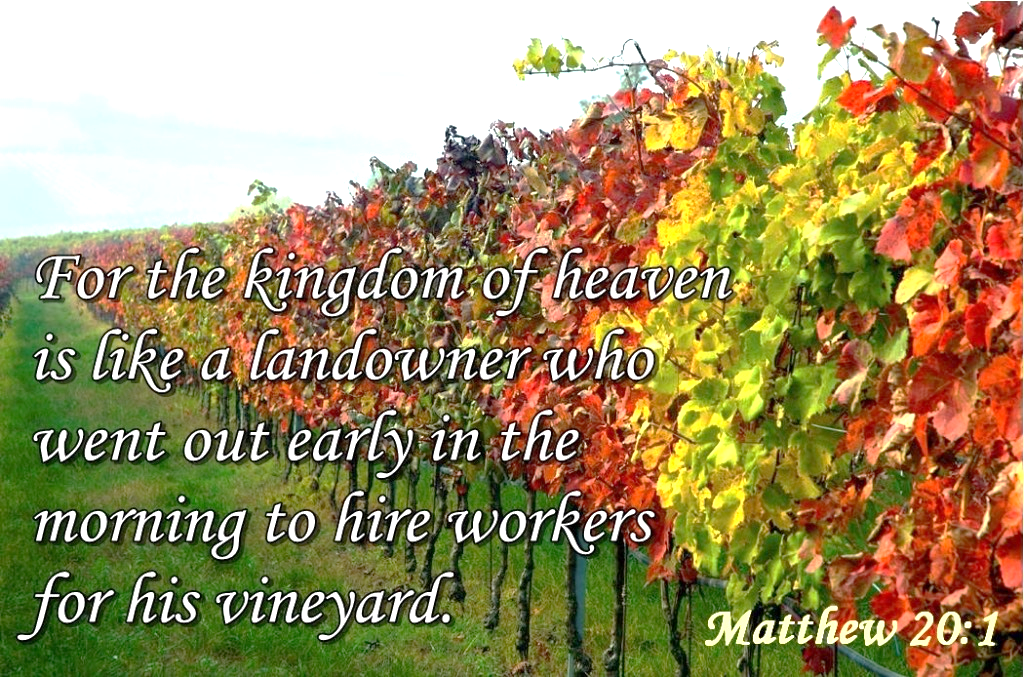 For the kingdom of heaven
is like a landowner who
went out early in the
morning to hire workers
for his vineyard.
Matthew 20:1